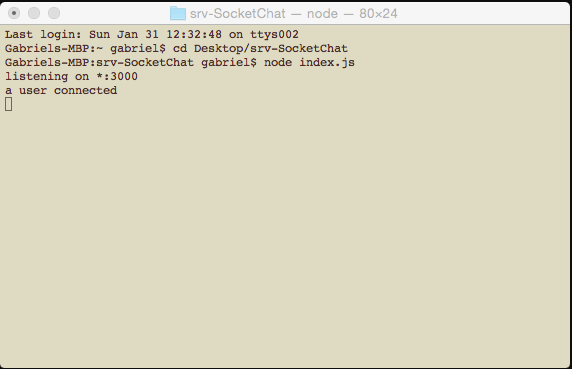 srv-SocketChat — node — 80×24
Last login: Sun Jan 31 12:32:48 on ttys002
Gabriels-MBP:~ gabriel$ cd Desktop/srv-SocketChat
Gabriels-MBP:srv-SocketChat gabriel$ node index.js
listening on *:3000
a user connected